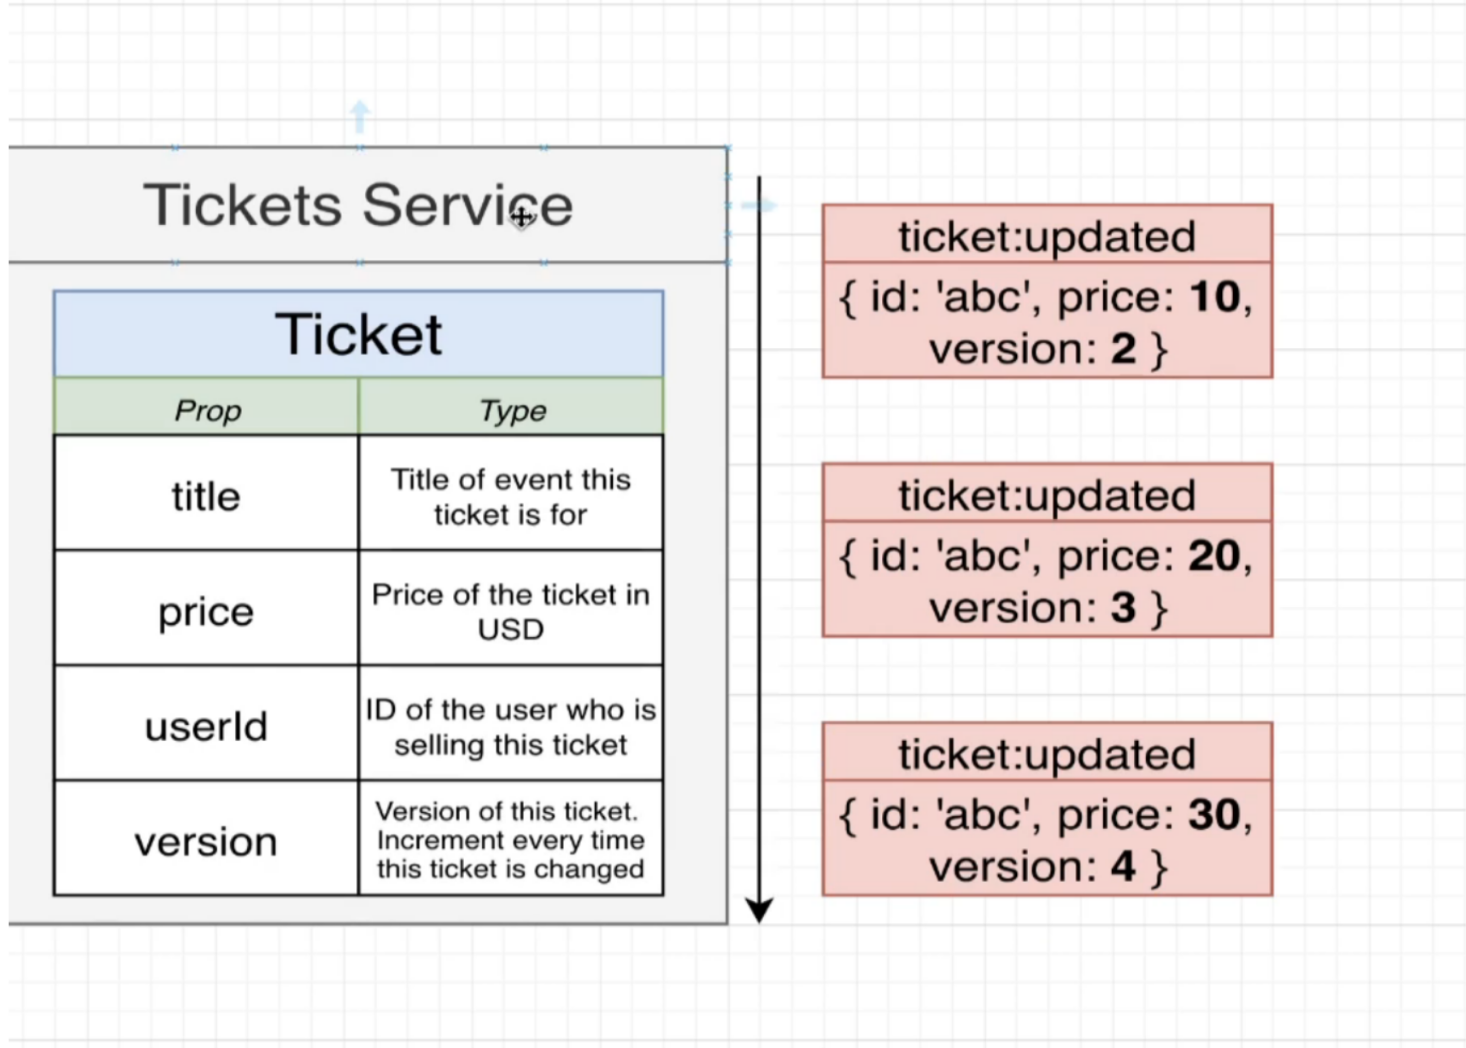 Tickets Service
Ticket
Prop
Type
title
Title of event this
ticket is for
price
Price of the ticket in
USD
userId
ID of the user who is
selling this ticket
version
Version of this ticket.
Increment every time
this ticket is changed
ticket:updated
{ id: 'abc', price: 10,
version: 2 }
ticket:updated
{ id: 'abc', price: 20,
version: 3 }
ticket:updated
{ id: 'abc', price: 30,
version: 4 }